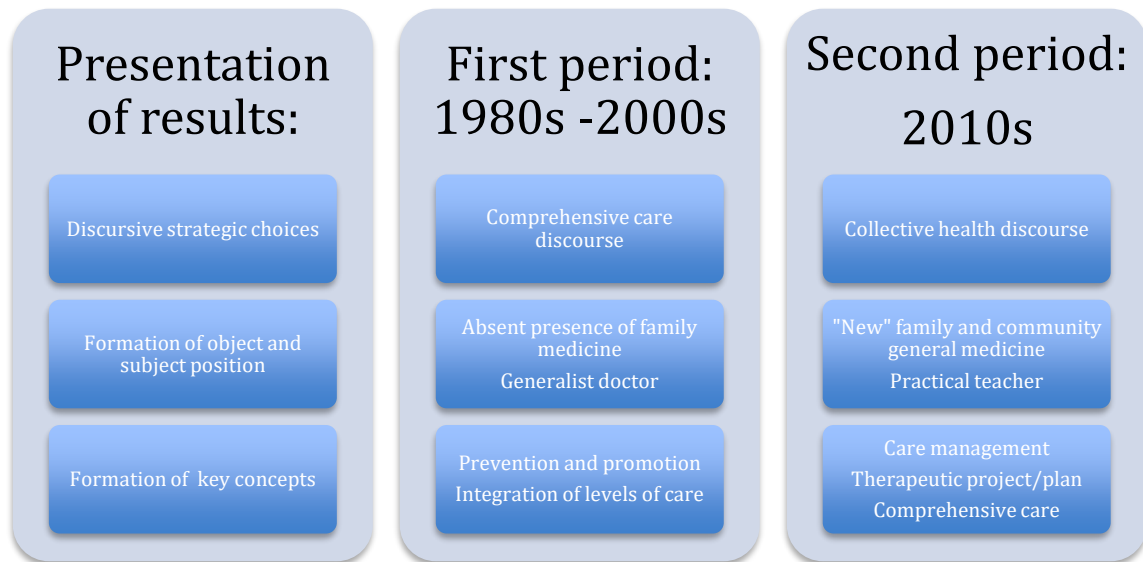 Presentation
of results:
Discursive strategic choices
Formation of object and
subject position
Formation of key concepts
First period:
1980s -2000s
Comprehensive care
discourse
Absent presence of family
medicine
Generalist doctor
Prevention and promotion
Integration of levels of care
Second period:
2010s
Collective health discourse
"New" family and community
general medicine
Practical teacher
Care management
Therapeutic project/plan
Comprehensive care